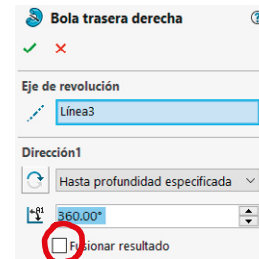 Bola trasera derecha
Eje de revolución
Línea3
Dirección1
Hasta profundidad especificada
360.00°
Fusionar resultado